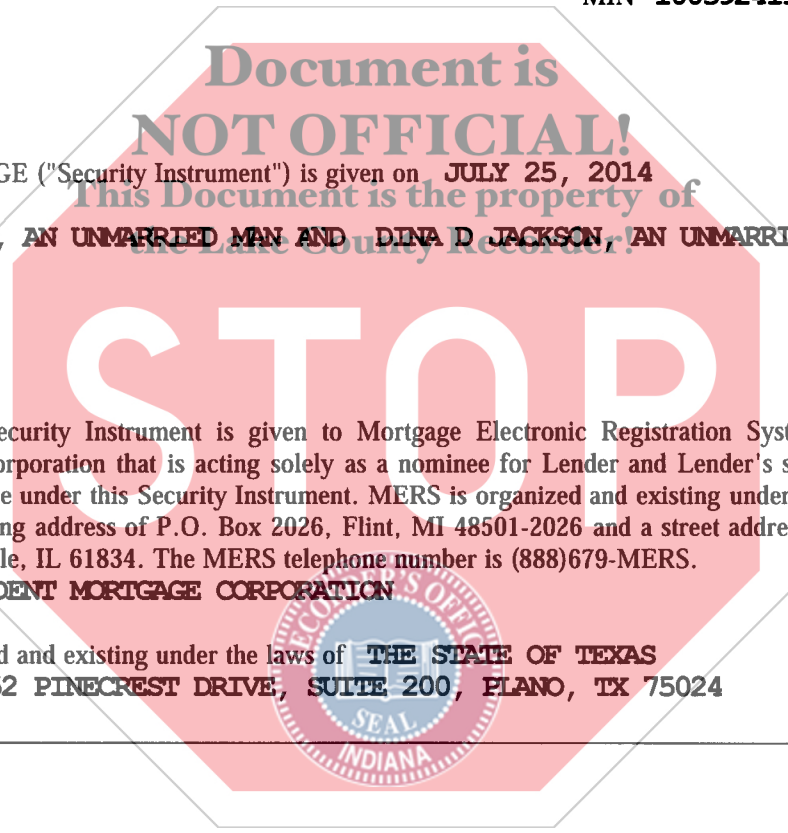 MIN
Document is
NOT OFFICIAL!
GE ("Security Instrument") is given on JULY 25, 2014
This Document is the property of
, AN UNMARRIED MAN AND DINA D JACKSON, AN UNMARRI
the Lake County Recorder!
STOP
ecurity Instrument is given to Mortgage Electronic Registration Syst
orporation that is acting solely as a nominee for Lender and Lender's s
e under this Security Instrument. MERS is organized and existing under
ng address of P.O. Box 2026, Flint, MI 48501-2026 and a street addre
le, IL 61834. The MERS telephone number is (888)679-MERS.
DENT MORTGAGE CORPORATION
d and existing under the laws of THE STATE OF TEXAS
52 PINECREST DRIVE, SUITE 200, PLANO, TX 75024
RECORDER'S OFFICE
SEAL
INDIANA